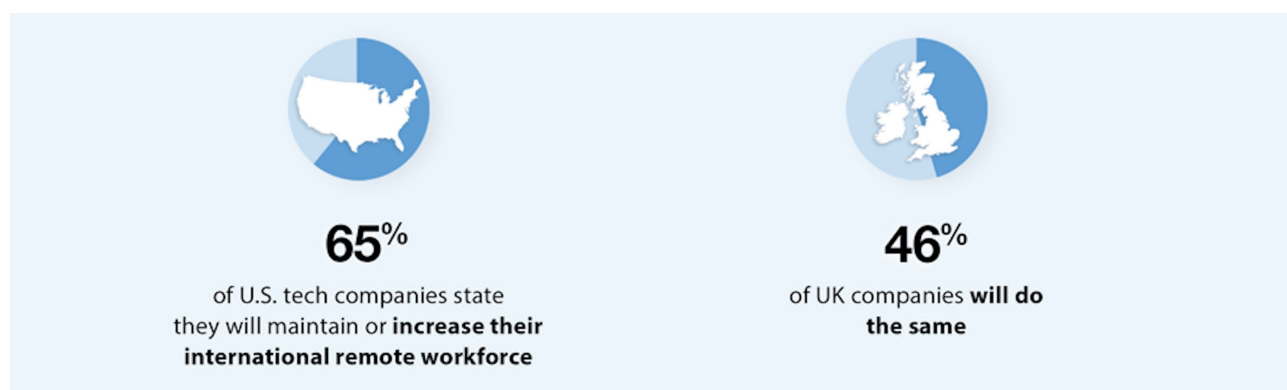 65%
of U.S. tech companies state
they will maintain or increase their
international remote workforce
46%
of UK companies will do
the same